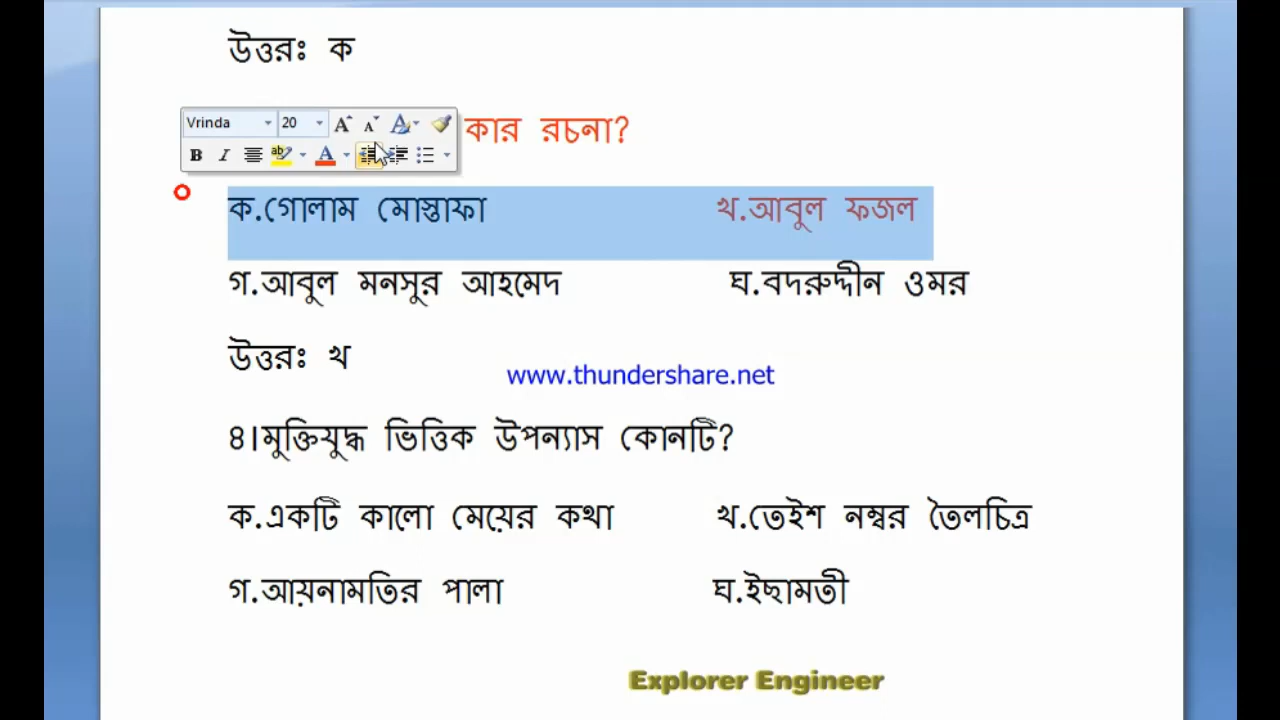 উত্তরঃ ক
Vrinda 20
কার রচনা?
ক.গোলাম মোস্তাফা খ.আবুল ফজল
গ.আবুল মনসুর আহমেদ ঘ.বদরুদ্দীন ওমর
উত্তরঃ খ
www.thundershare.net
৪।মুক্তিযুদ্ধ ভিত্তিক উপন্যাস কোনটি?
ক.একটি কালো মেয়ের কথা খ.তেইশ নম্বর তৈলচিত্র
গ.আয়নামতির পালা ঘ.ইছামতী
Explorer Engineer